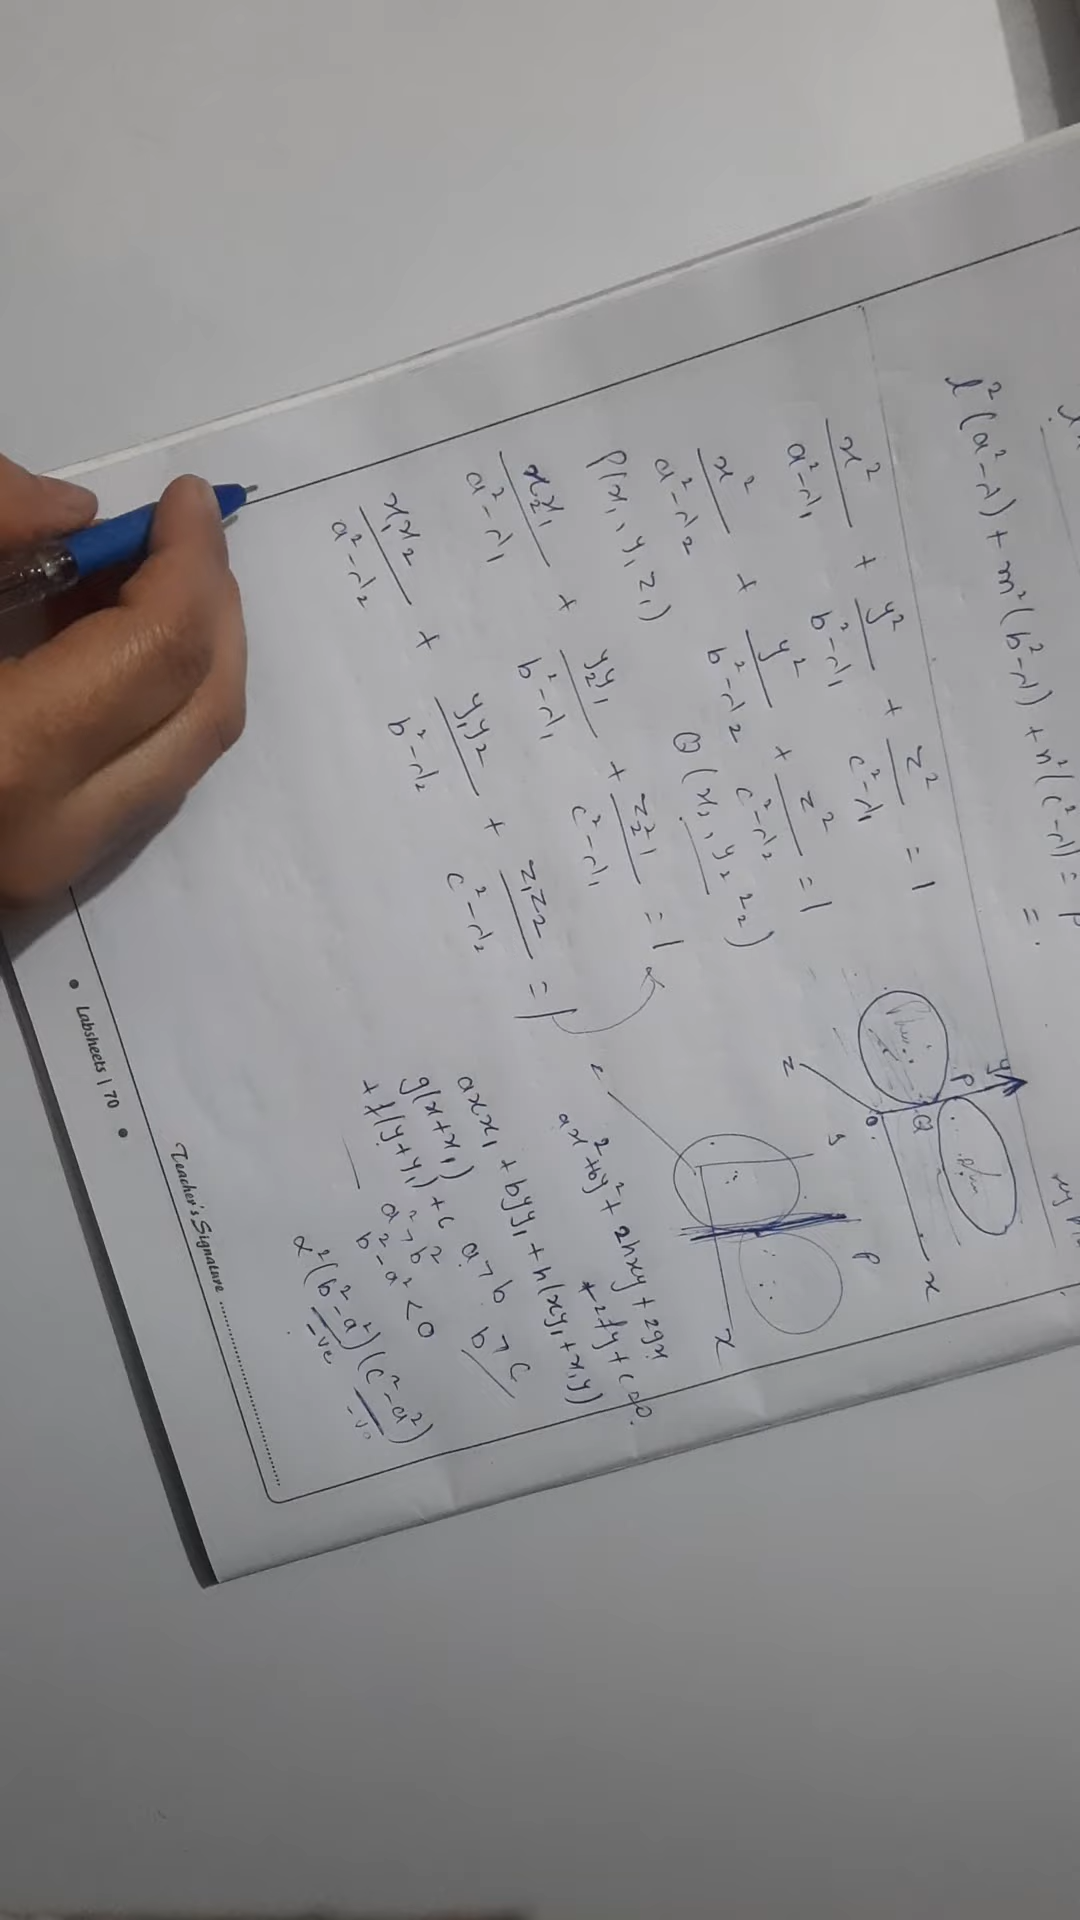 l²(a²-λ) + m²(b²-λ) + n²(c²-λ) = p
=
x²/(a²-λ₁) + y²/(b²-λ₁) + z²/(c²-λ₁) = 1
x²/(a²-λ₂) + y²/(b²-λ₂) + z²/(c²-λ₂) = 1
P(x₁, y₁ z₁) Q(x₂, y₂ z₂)
x₂x₁/(a²-λ₁) + y₂y₁/(b²-λ₁) + z₂z₁/(c²-λ₁) = 1
x₁x₂/(a²-λ₂) + y₁y₂/(b²-λ₂) + z₁z₂/(c²-λ₂) = 1
y
P
Q
O
z
x
P
x
ax²+by²+2hxy+2gx
+2fy+c=0.
axx₁+byy₁+h(xy₁+x₁y)
g(x+x₁)
+f(y+y₁)+c
a>b b>c
a²>b²
b²-a²<0
α²(b²-a²)(c²-a²)
-ve -ve
Teacher's Signature
• Labsheets | 70 •